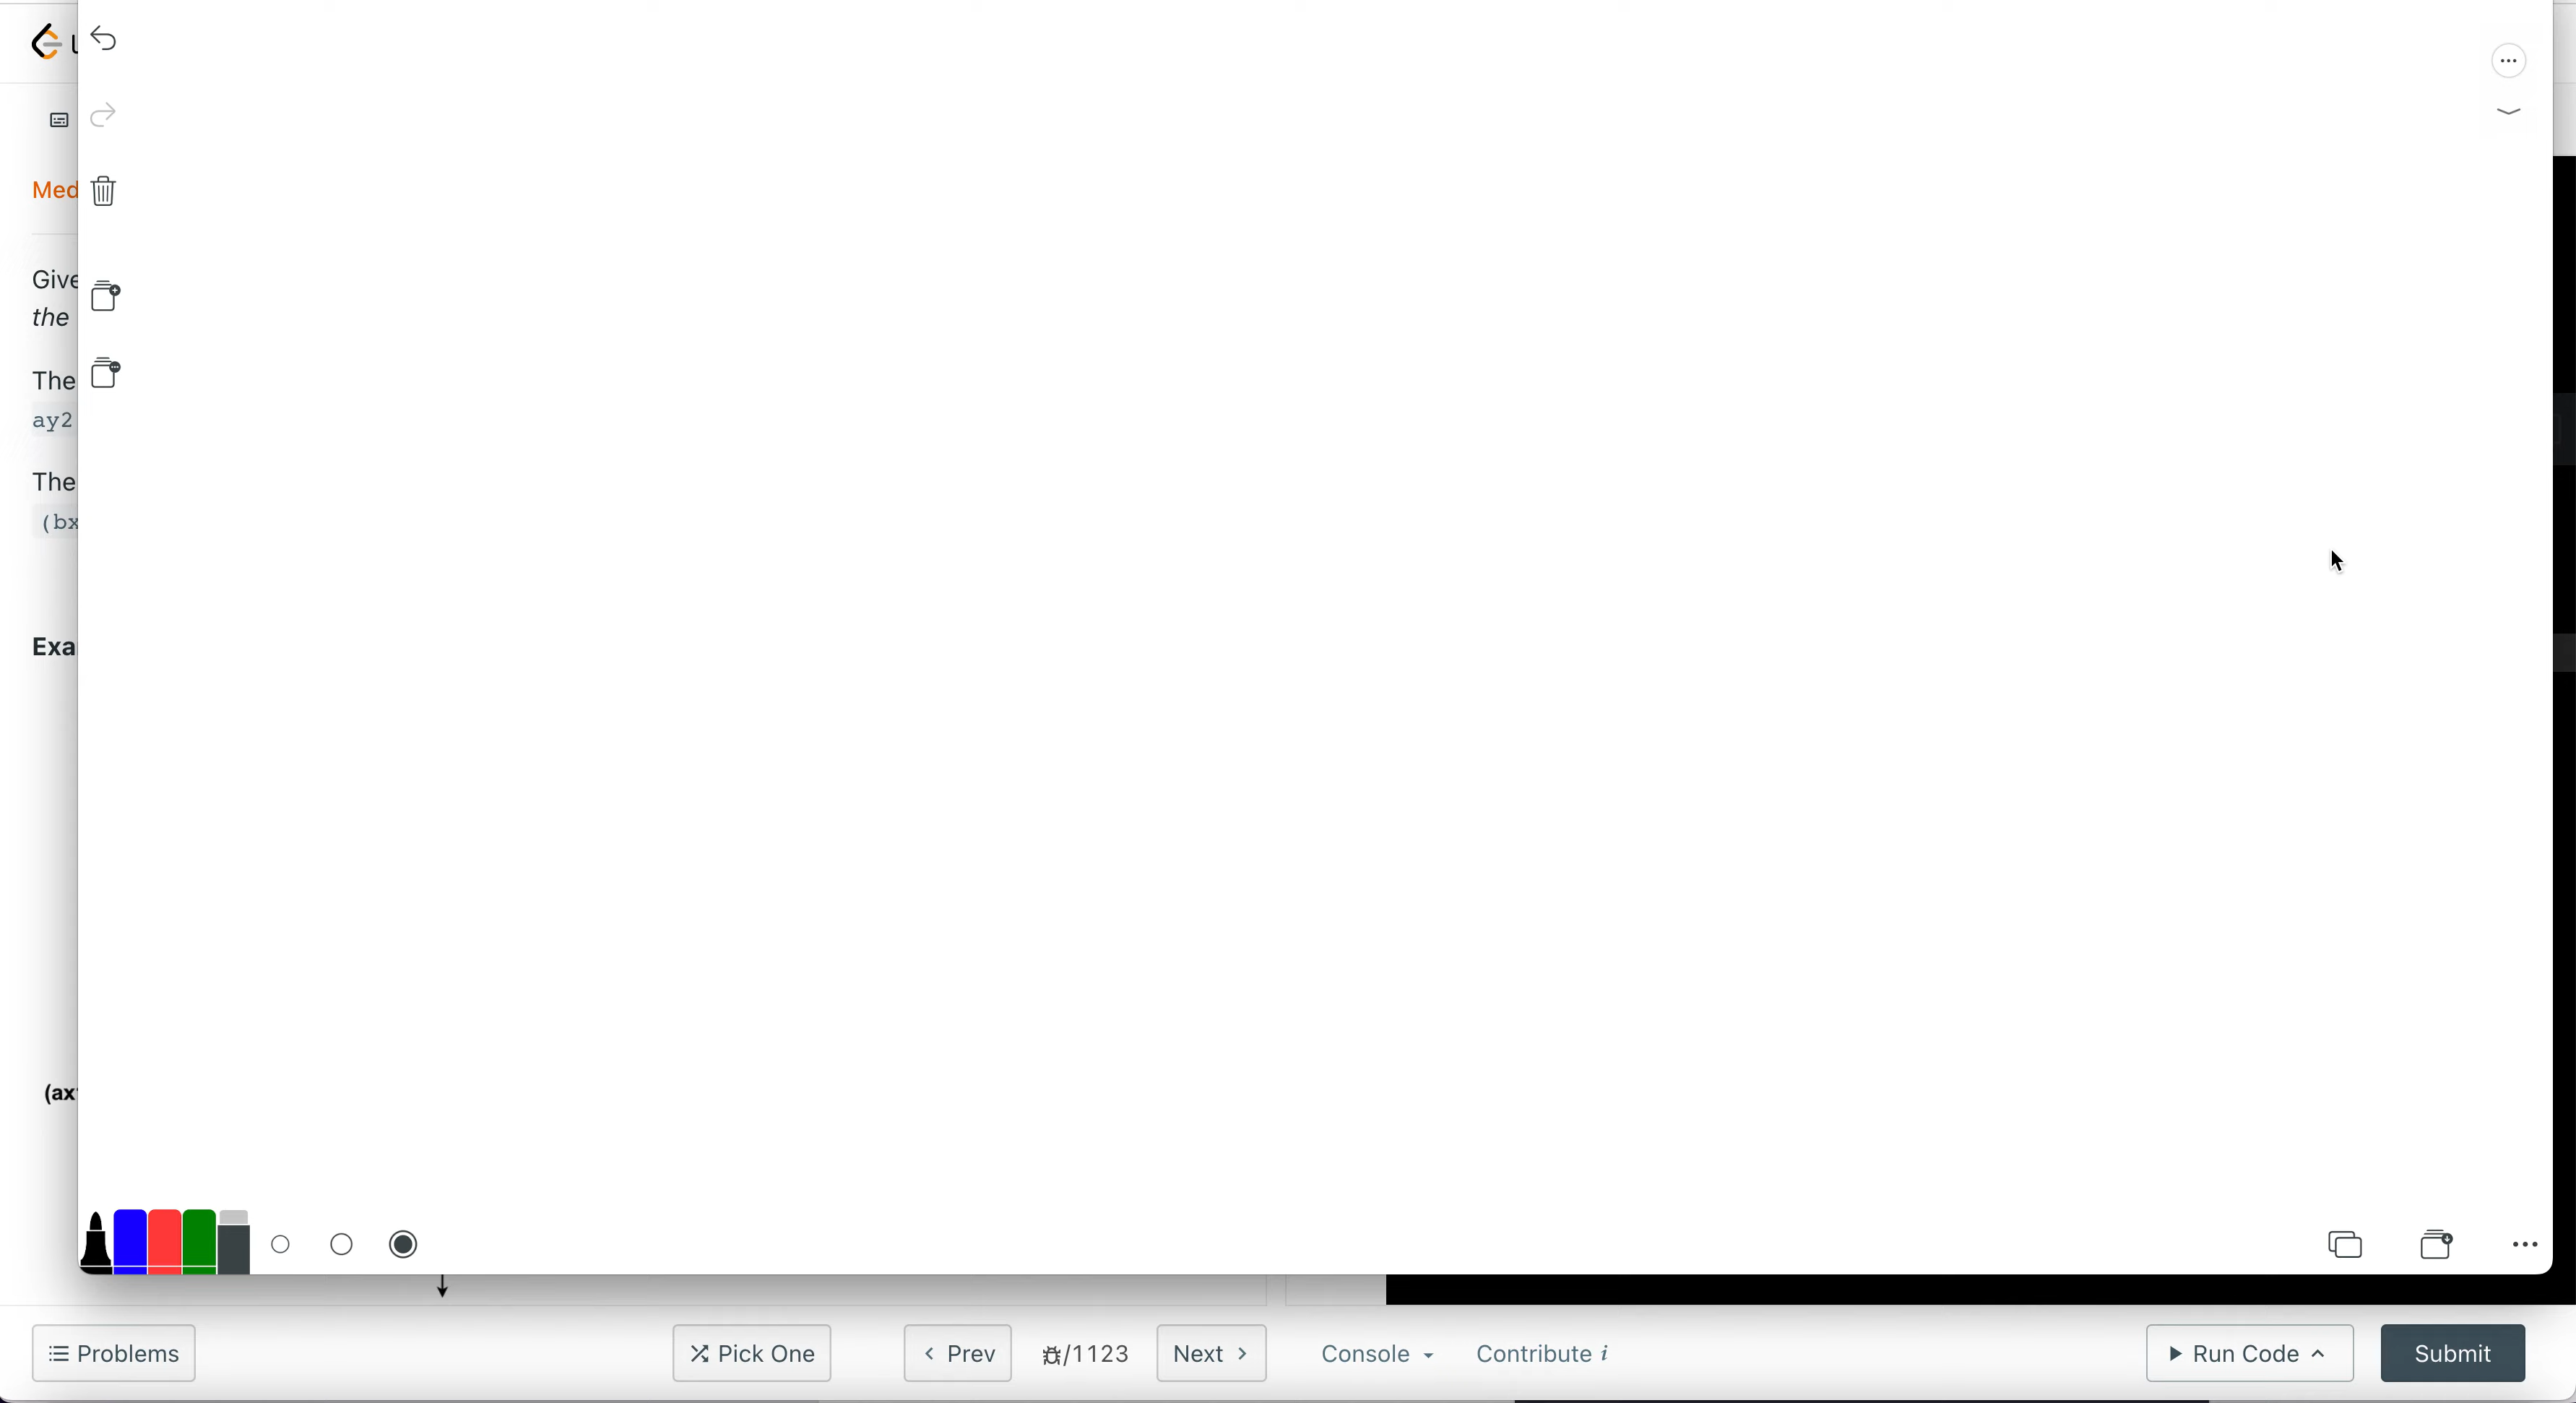 Med
Give
the
The
ay2
The
(bx
Exa
(ax
Problems
Pick One
Prev
/1123
Next
Console
Contribute i
Run Code
Submit